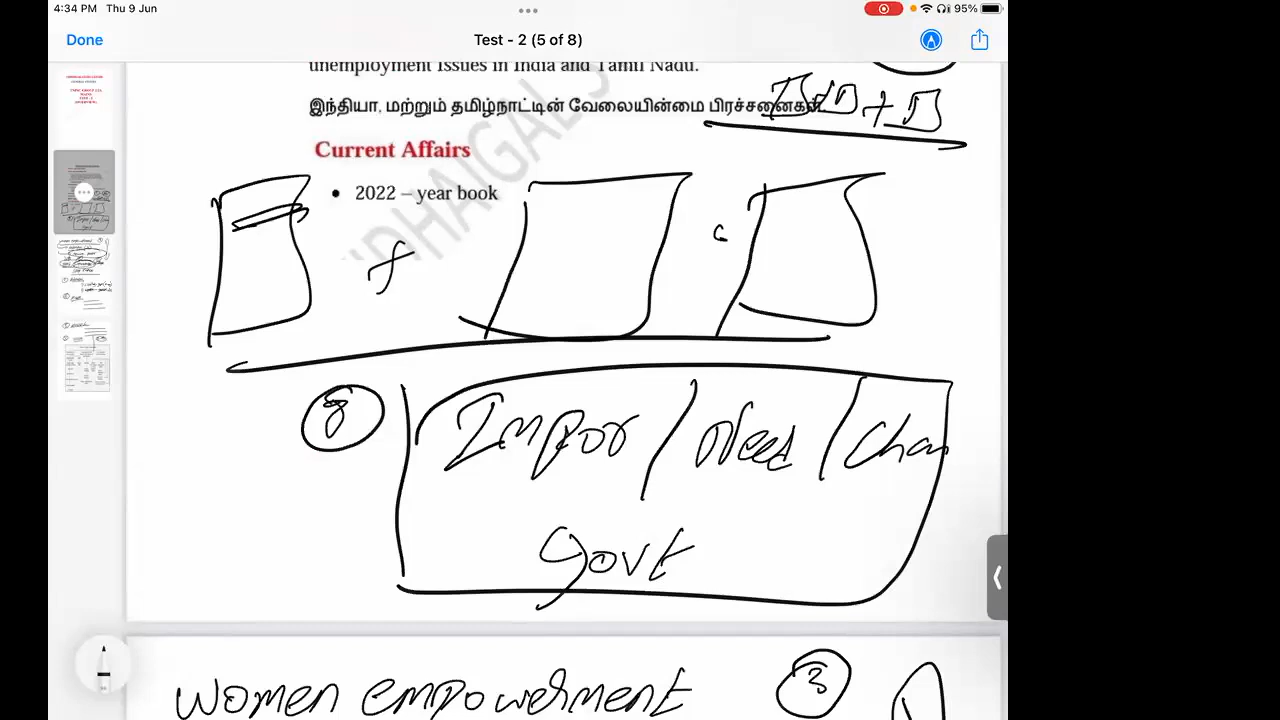 4:34 PM Thu 9 Jun
95%
Done
Test - 2 (5 of 8)
unemployment Issues in India and Tamil Nadu.
இந்தியா, மற்றும் தமிழ்நாட்டின் வேலையின்மை பிரச்சனைகள்.
Current Affairs
• 2022 – year book
+
8
Impor / Need / Chan
Govt
women empowerment
3